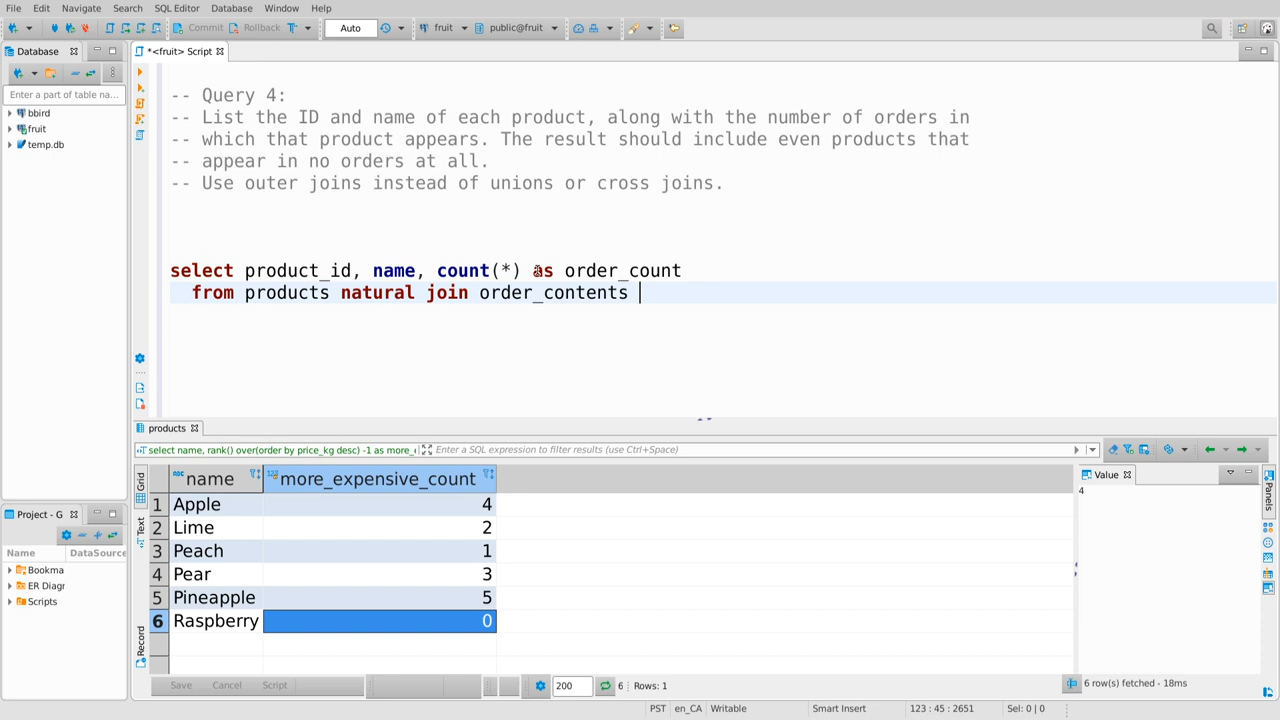 File Edit Navigate Search SQL Editor Database Window Help
Commit Rollback Auto fruit public@fruit
Database
*<fruit> Script
Enter a part of table na...
bbird
fruit
temp.db
-- Query 4:
-- List the ID and name of each product, along with the number of orders in
-- which that product appears. The result should include even products that
-- appear in no orders at all.
-- Use outer joins instead of unions or cross joins.
select product_id, name, count(*) as order_count
from products natural join order_contents
products
select name, rank() over(order by price_kg desc) -1 as more_
Enter a SQL expression to filter results (use Ctrl+Space)
Grid
Text
Record
name more_expensive_count
1 Apple 4
2 Lime 2
3 Peach 1
4 Pear 3
5 Pineapple 5
6 Raspberry 0
Value
4
Panels
Project - G
Name DataSource
Bookma
ER Diagr
Scripts
Save Cancel Script 200 6 Rows: 1
6 row(s) fetched - 18ms
PST en_CA Writable Smart Insert 123 : 45 : 2651 Sel: 0 | 0